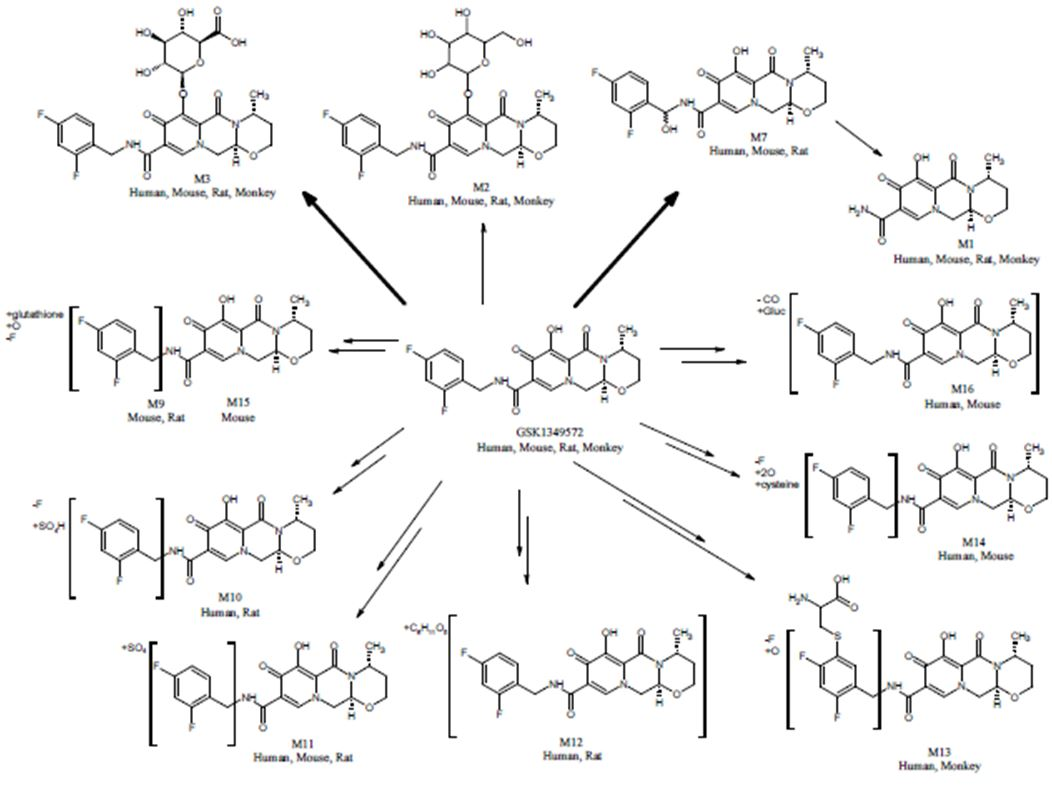 M3
Human, Mouse, Rat, Monkey
M2
Human, Mouse, Rat, Monkey
M7
Human, Mouse, Rat
M1
Human, Mouse, Rat, Monkey
+glutathione
+O
M9
Mouse, Rat
M15
Mouse
GSK1349572
Human, Mouse, Rat, Monkey
- CO
+Gluc
M16
Human, Mouse
-F
+2O
+cysteine
M14
Human, Mouse
-F
M10
Human, Rat
+SO₄
M11
Human, Mouse, Rat
M12
Human, Rat
-F
+O
M13
Human, Monkey